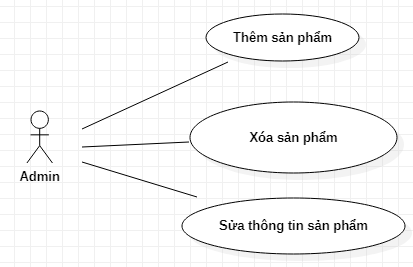 Thêm sản phẩm
Xóa sản phẩm
Admin
Sửa thông tin sản phẩm